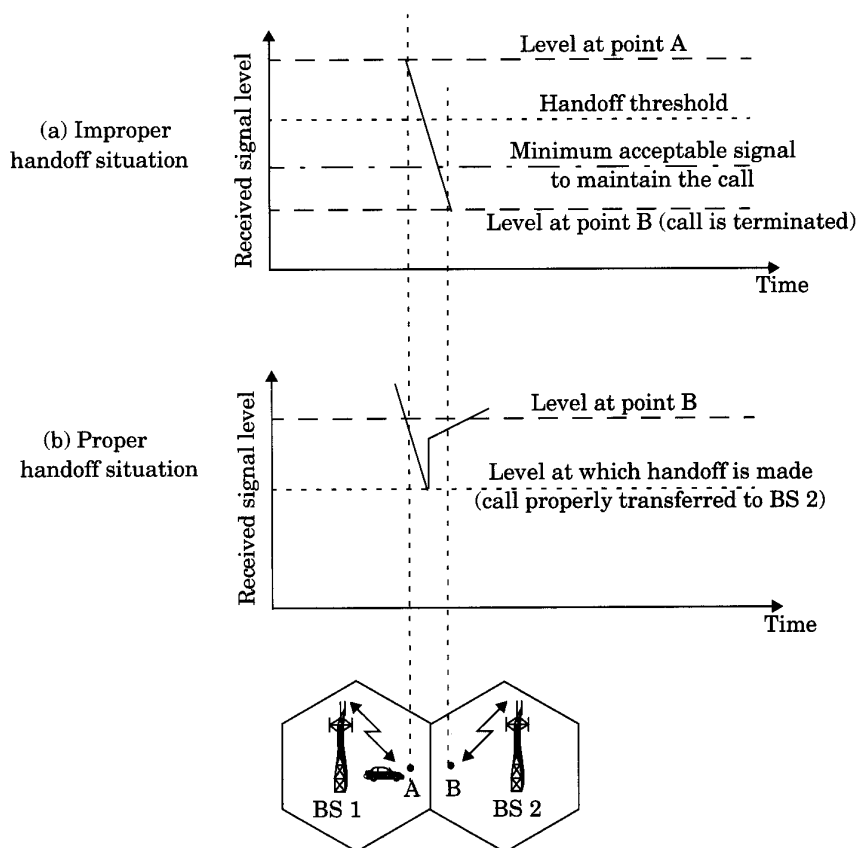 (a) Improper
handoff situation
Received signal level
Level at point A
Handoff threshold
Minimum acceptable signal
to maintain the call
Level at point B (call is terminated)
Time
(b) Proper
handoff situation
Received signal level
Level at point B
Level at which handoff is made
(call properly transferred to BS 2)
Time
A
B
BS 1
BS 2